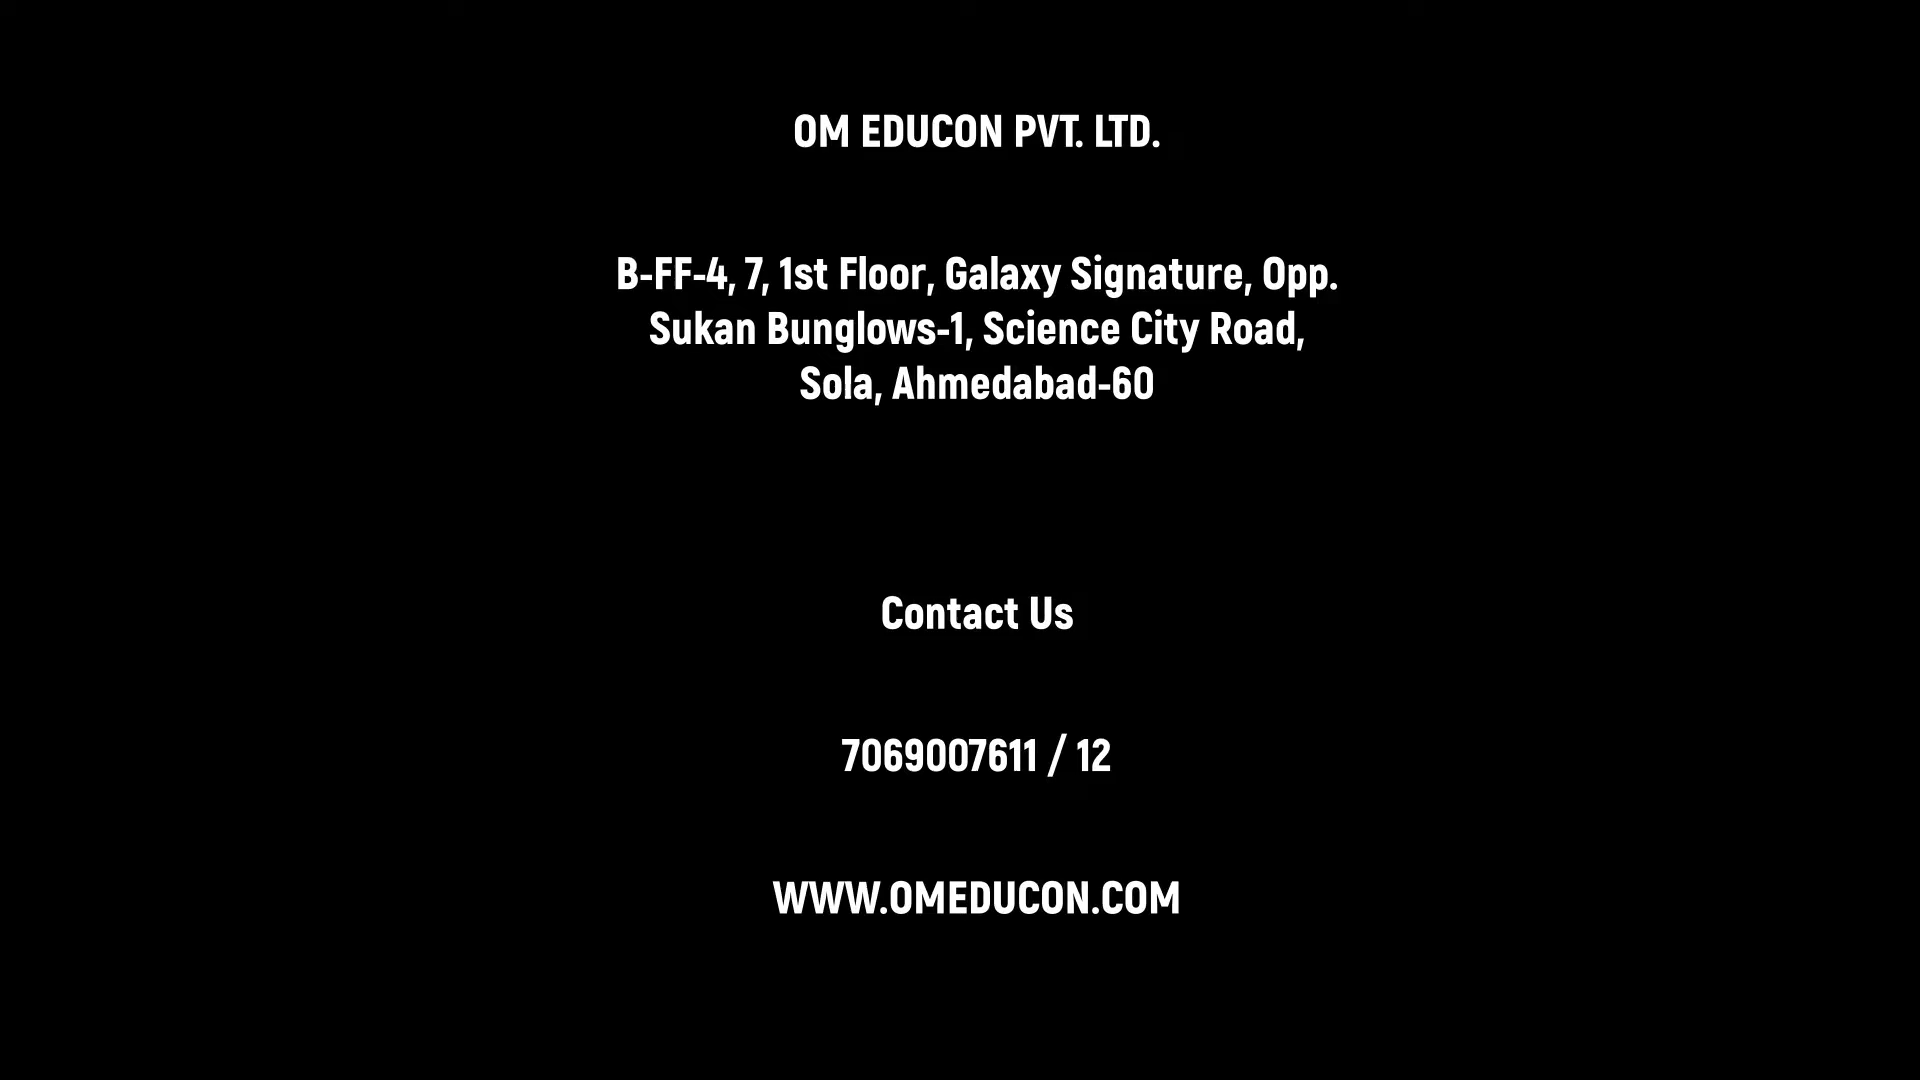 OM EDUCON PVT. LTD.
B-FF-4, 7, 1st Floor, Galaxy Signature, Opp.
Sukan Bunglows-1, Science City Road,
Sola, Ahmedabad-60
Contact Us
7069007611 / 12
WWW.OMEDUCON.COM